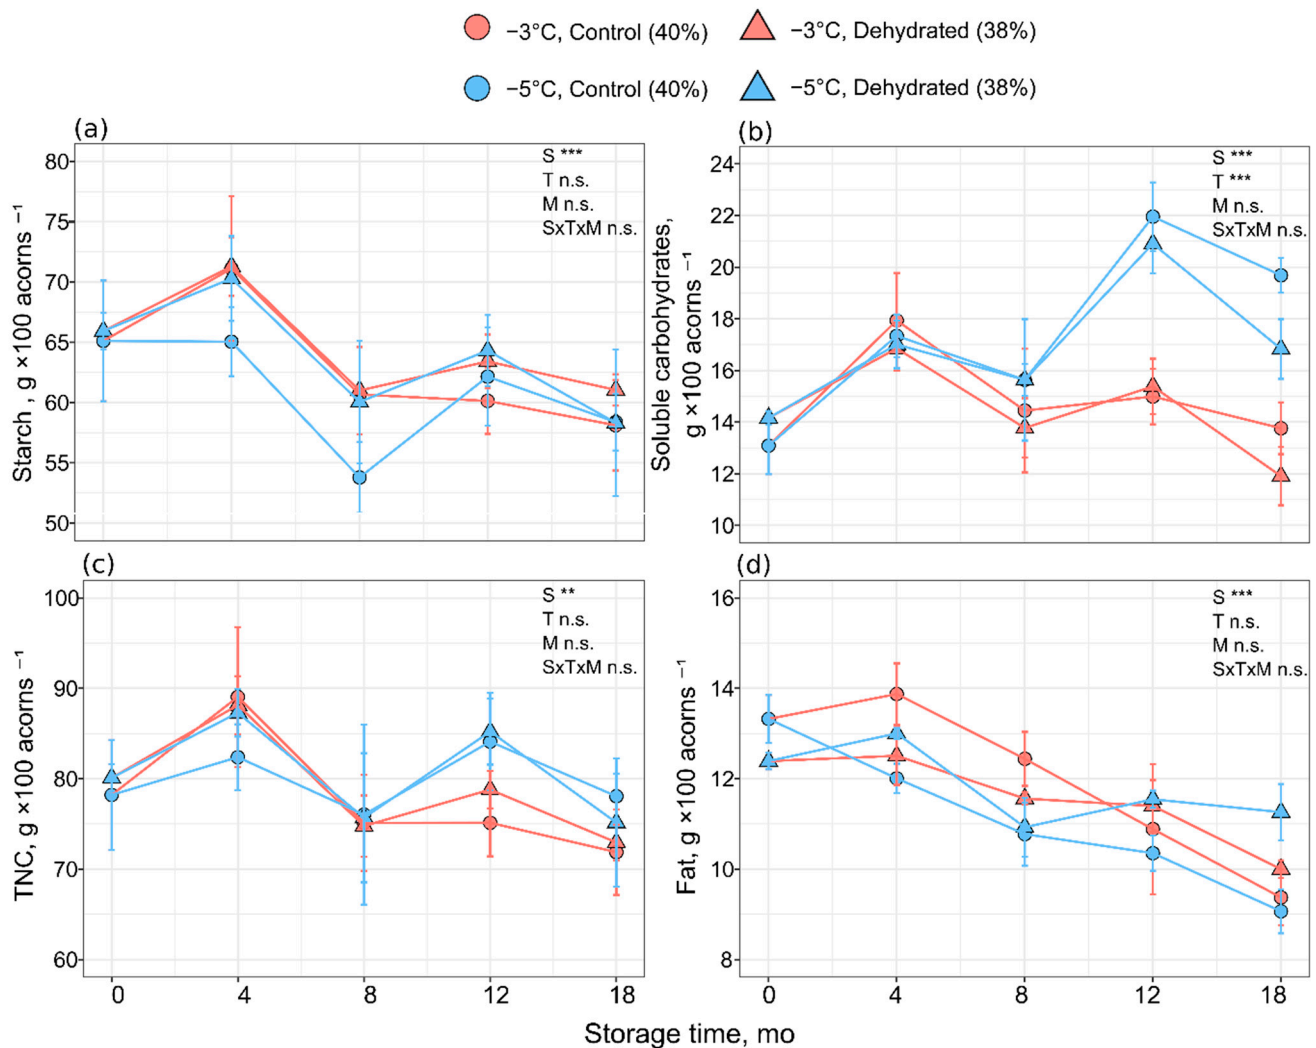 −3°C, Control (40%) −3°C, Dehydrated (38%)
−5°C, Control (40%) −5°C, Dehydrated (38%)
(a)
S ***
T n.s.
M n.s.
SxTxM n.s.
80
75
70
65
60
55
50
Starch , g ×100 acorns ⁻¹
(b)
S ***
T ***
M n.s.
SxTxM n.s.
24
22
20
18
16
14
12
10
Soluble carbohydrates,
g ×100 acorns ⁻¹
(c)
S **
T n.s.
M n.s.
SxTxM n.s.
100
90
80
70
60
TNC, g ×100 acorns ⁻¹
0 4 8 12 18
(d)
S ***
T n.s.
M n.s.
SxTxM n.s.
16
14
12
10
8
Fat, g ×100 acorns ⁻¹
0 4 8 12 18
Storage time, mo